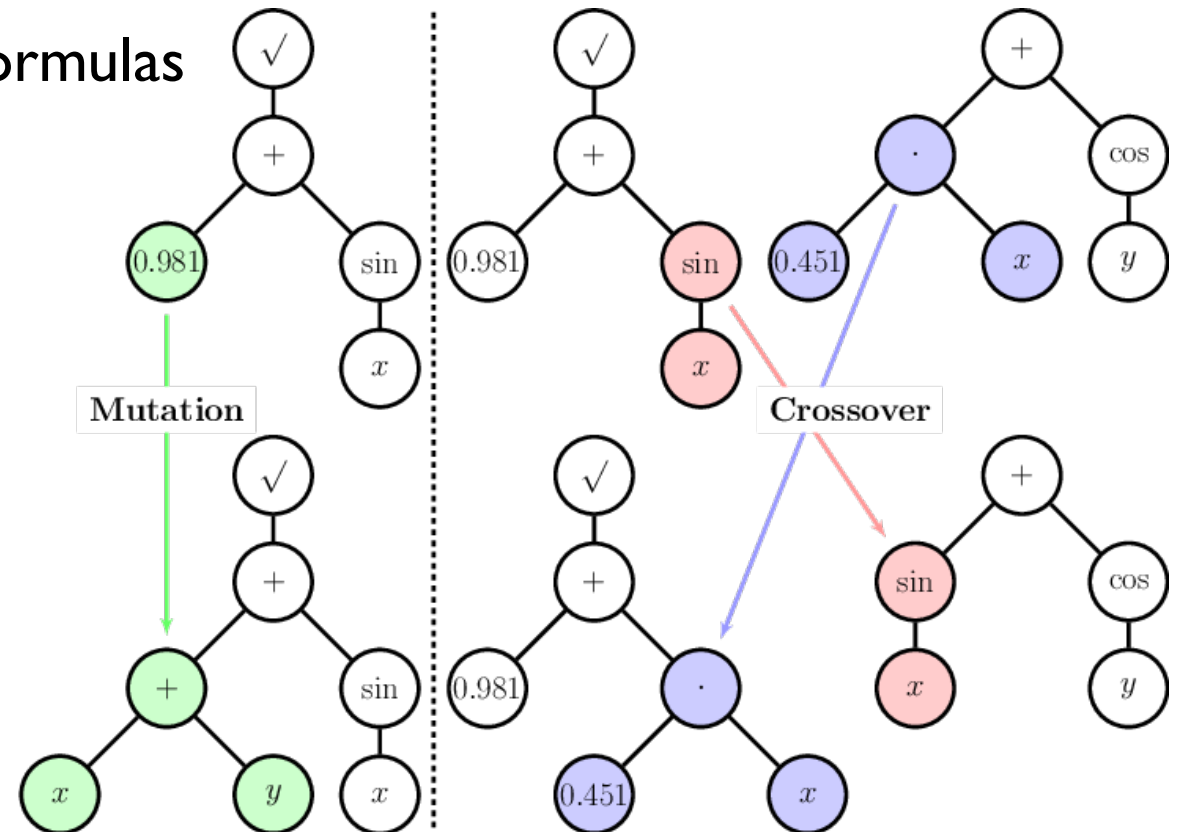 ormulas
√ √ +
+ + · cos
0.981 sin 0.981 sin 0.451 x y
x x
Mutation Crossover
√ √ +
+ + sin cos
+ sin 0.981 · x y
x y x 0.451 x